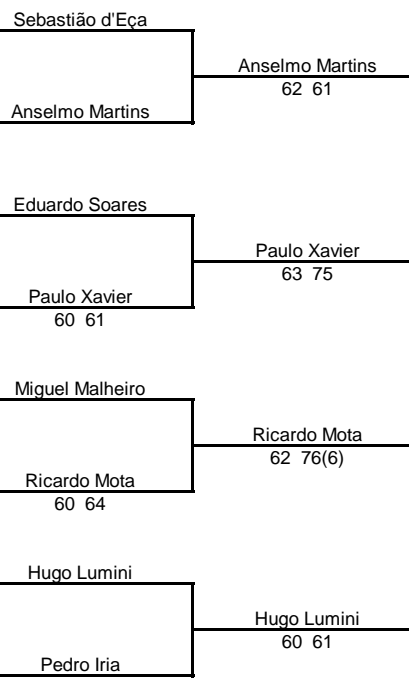 Sebastião d'Eça
Anselmo Martins
62 61
Anselmo Martins
Eduardo Soares
Paulo Xavier
63 75
Paulo Xavier
60 61
Miguel Malheiro
Ricardo Mota
62 76(6)
Ricardo Mota
60 64
Hugo Lumini
Hugo Lumini
60 61
Pedro Iria